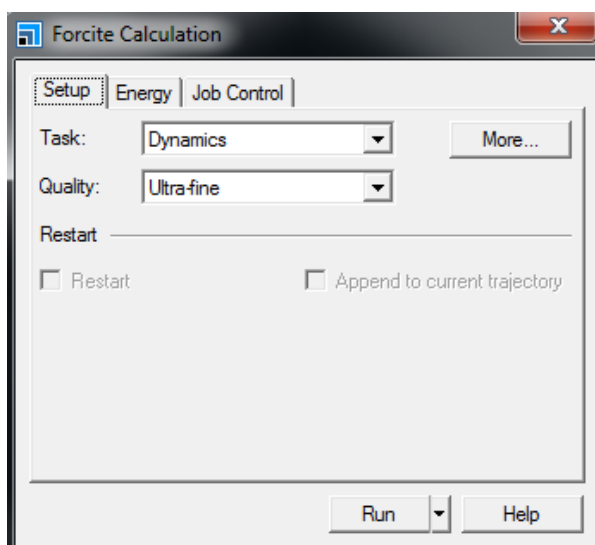 Forcite Calculation
Setup Energy Job Control
Task: Dynamics More...
Quality: Ultra-fine
Restart
Restart Append to current trajectory
Run Help